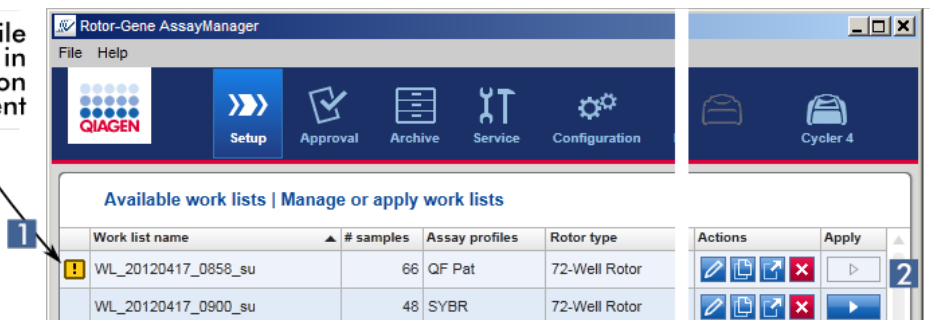 ile
in
on
ent
Rotor-Gene AssayManager
File Help
QIAGEN
Setup Approval Archive Service Configuration Cycler 4
Available work lists | Manage or apply work lists
1
Work list name # samples Assay profiles Rotor type Actions Apply
! WL_20120417_0858_su 66 QF Pat 72-Well Rotor
2
WL_20120417_0900_su 48 SYBR 72-Well Rotor